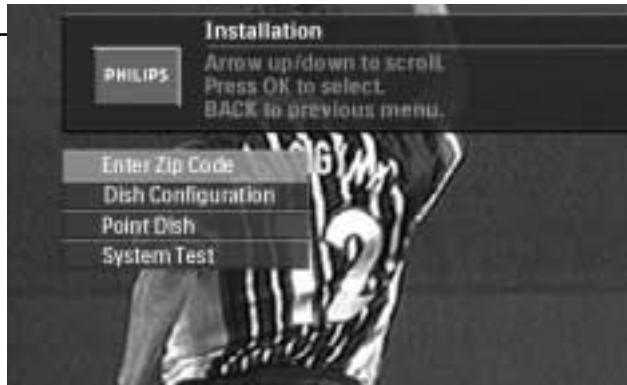 Installation
PHILIPS
Arrow up/down to scroll.
Press OK to select.
BACK to previous menu.
Enter Zip Code
Dish Configuration
Point Dish
System Test
12